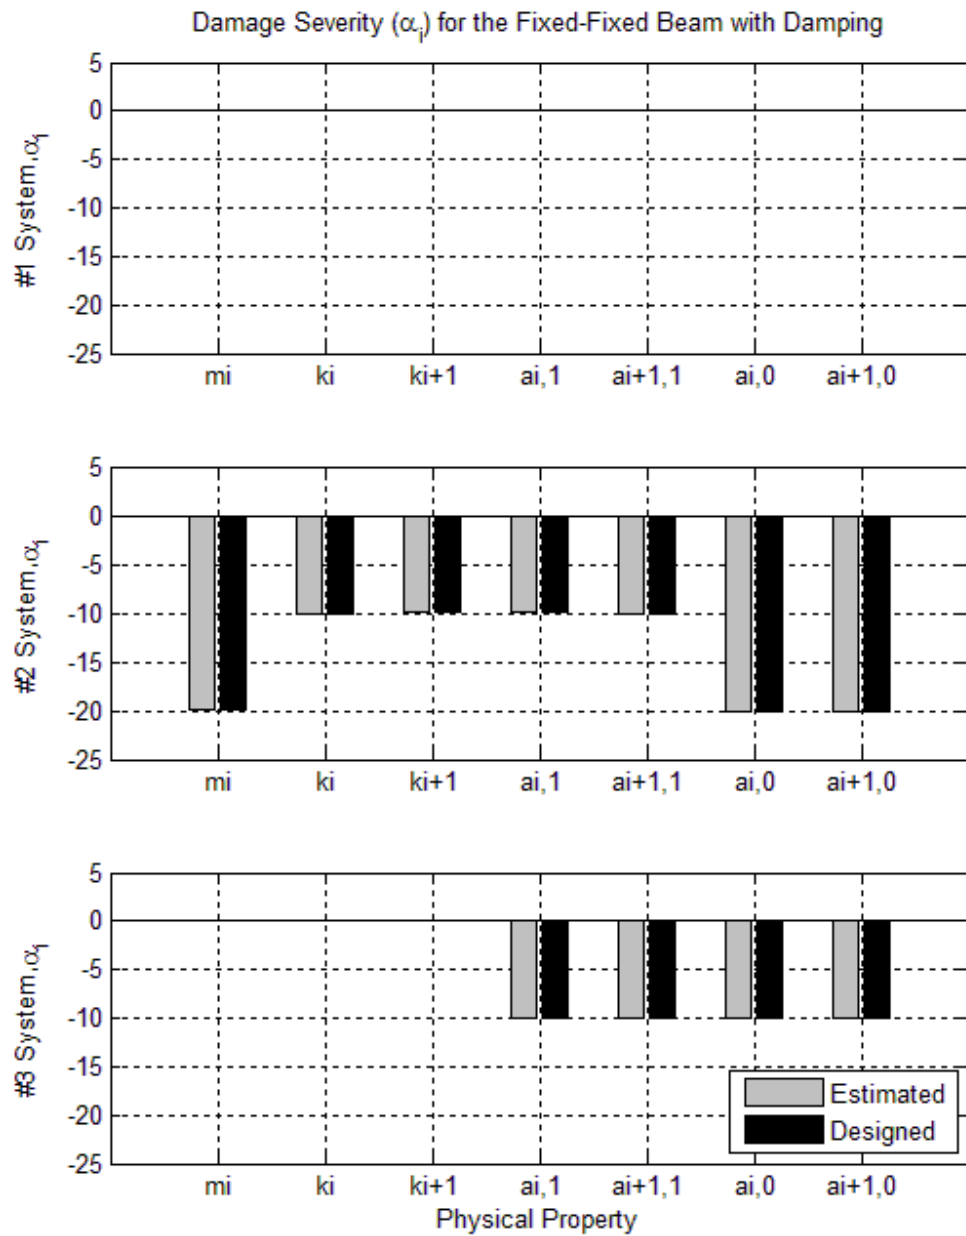 Damage Severity (αi) for the Fixed-Fixed Beam with Damping
#1 System, αi
5
0
-5
-10
-15
-20
-25
mi ki ki+1 ai,1 ai+1,1 ai,0 ai+1,0
#2 System, αi
5
0
-5
-10
-15
-20
-25
mi ki ki+1 ai,1 ai+1,1 ai,0 ai+1,0
#3 System, αi
5
0
-5
-10
-15
-20
-25
Estimated
Designed
mi ki ki+1 ai,1 ai+1,1 ai,0 ai+1,0
Physical Property